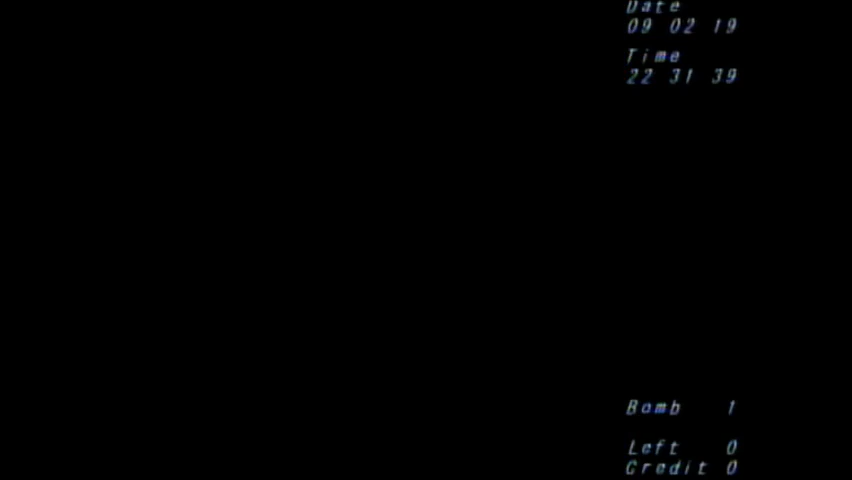 Date
09 02 19
Time
22 31 39
Bomb 1
Left 0
Credit 0